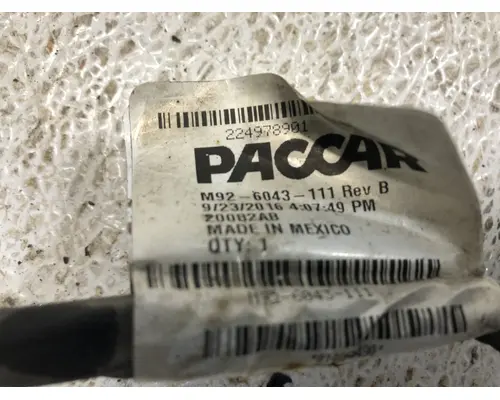 224978901
PACCAR
M92-6043-111 Rev B
9/23/2016 4:07:49 PM
Z0082AB
MADE IN MEXICO
QTY: 1
M92-6043-111